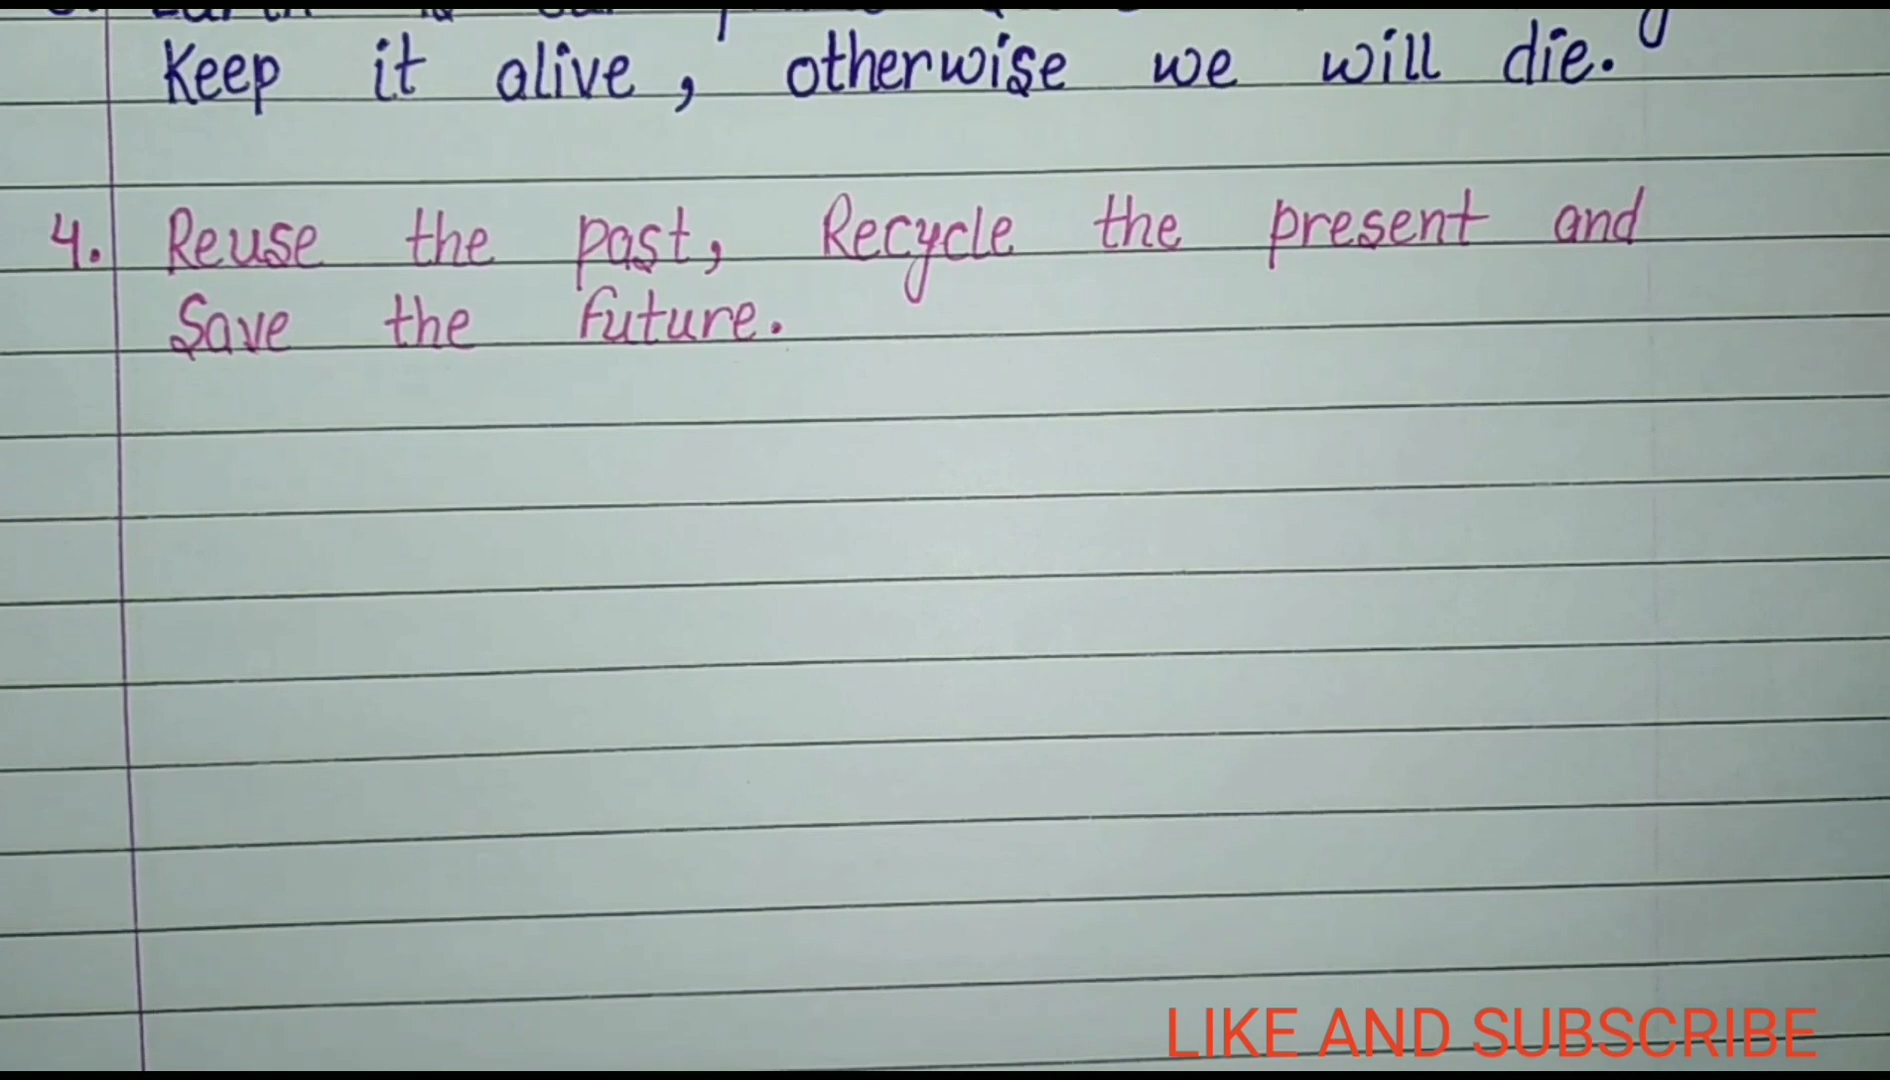 Keep it alive, otherwise we will die.
4. Reuse the past, Recycle the present and
Save the future.
LIKE AND SUBSCRIBE